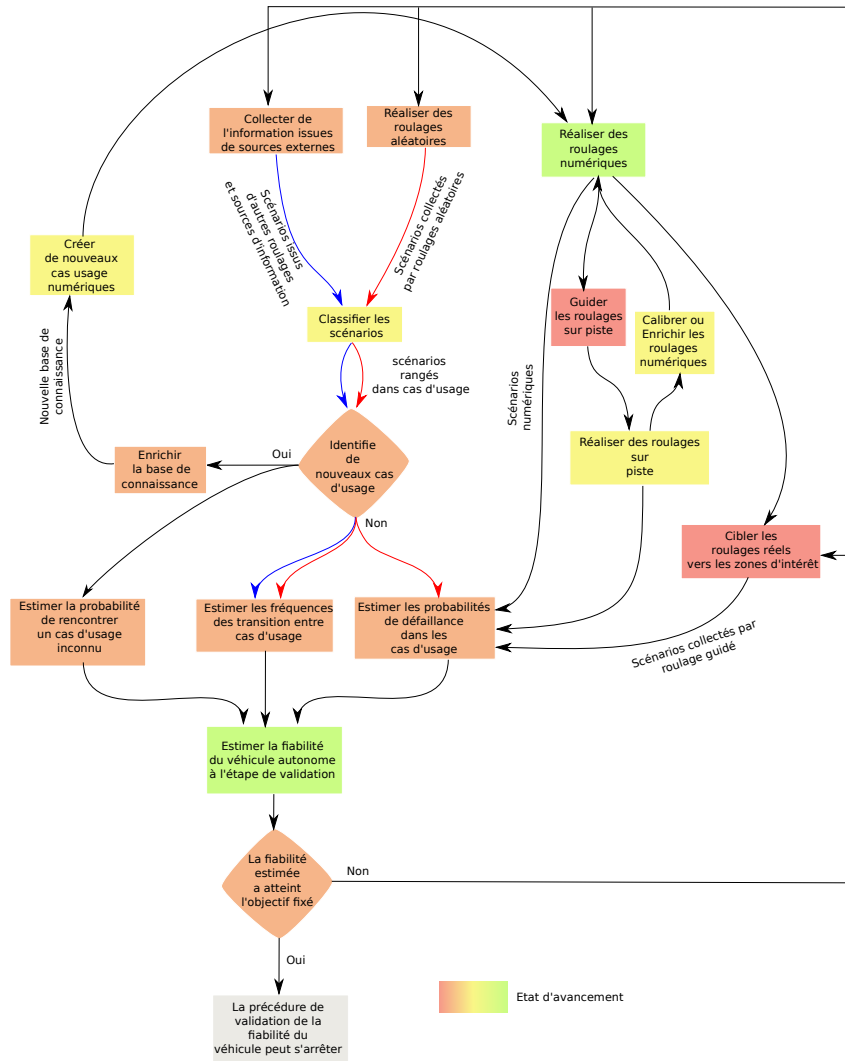 Collecter de
l'information issues
de sources externes
Réaliser des
roulages
aléatoires
Réaliser des
roulages
numériques
Scénarios issus
d'autres roulages
et sources d'information
Scénarios collectés
par roulages aléatoires
Créer
de nouveaux
cas usage
numériques
Classifier les
scénarios
Guider
les roulages
sur piste
Calibrer ou
Enrichir les
roulages
numériques
Nouvelle base de
connaissance
scénarios
rangés
dans cas d'usage
Scénarios
numériques
Enrichir
la base de
connaissance
Oui
Identifie
de
nouveaux cas
d'usage
Réaliser des roulages
sur
piste
Non
Cibler les
roulages réels
vers les zones d'intérêt
Estimer la probabilité
de rencontrer
un cas d'usage
inconnu
Estimer les fréquences
des transition entre
cas d'usage
Estimer les probabilités
de défaillance
dans les
cas d'usage
Scénarios collectés par
roulage guidé
Estimer la fiabilité
du véhicule autonome
à l'étape de validation
La fiabilité
estimée
a atteint
l'objectif fixé
Non
Oui
La précédure de
validation de la
fiabilité du
véhicule peut s'arrêter
Etat d'avancement